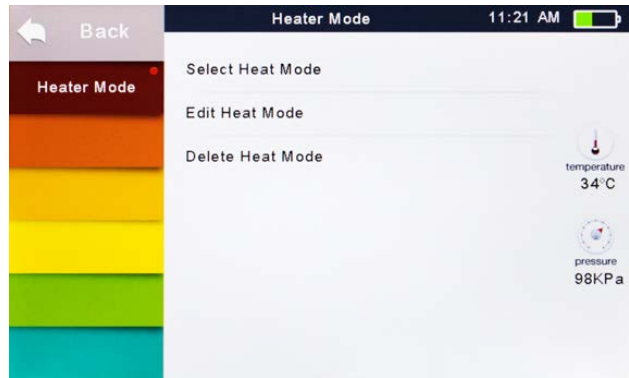 Back
Heater Mode
11:21 AM
Heater Mode
Select Heat Mode
Edit Heat Mode
Delete Heat Mode
temperature
34°C
pressure
98KPa